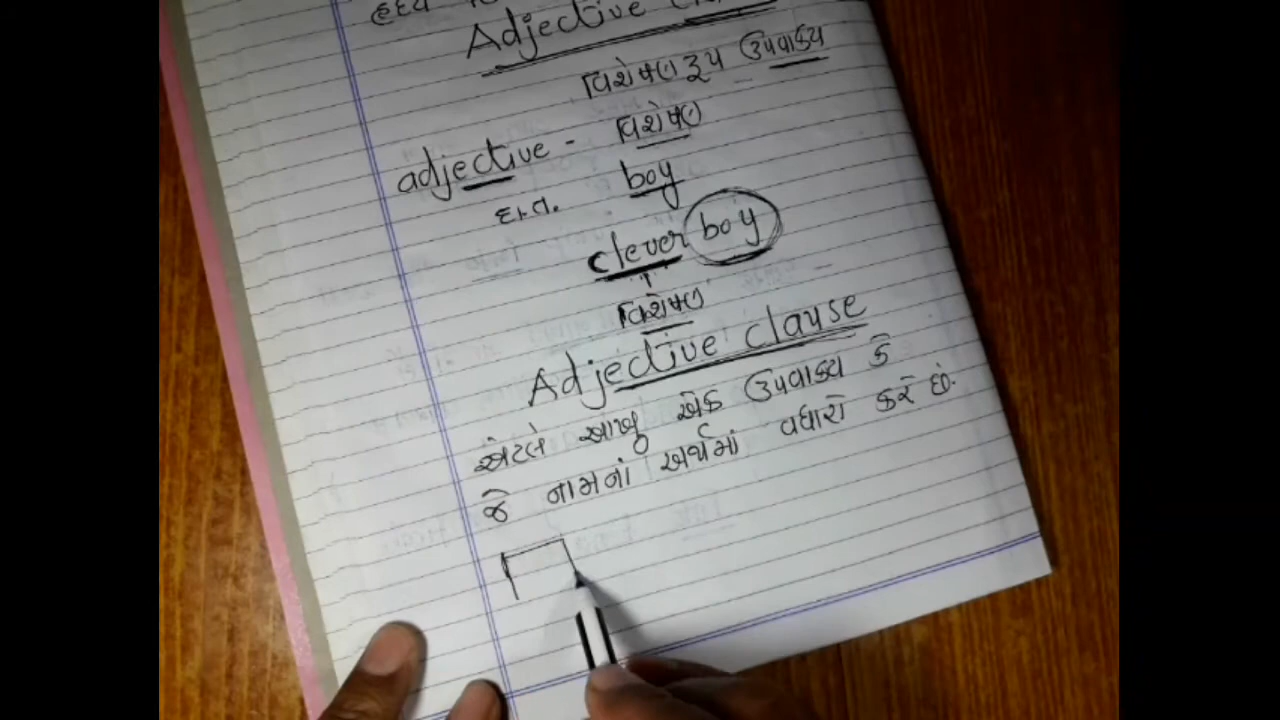 Adjective
વિશેષણ રૂપ ઉપવાક્ય
adjective - વિશેષણ
દા.ત. boy
clever boy
વિશેષણ
Adjective clause
એટલે આખુ એક ઉપવાક્ય કે
જે નામનાં અર્થમાં વધારો કરે છે.